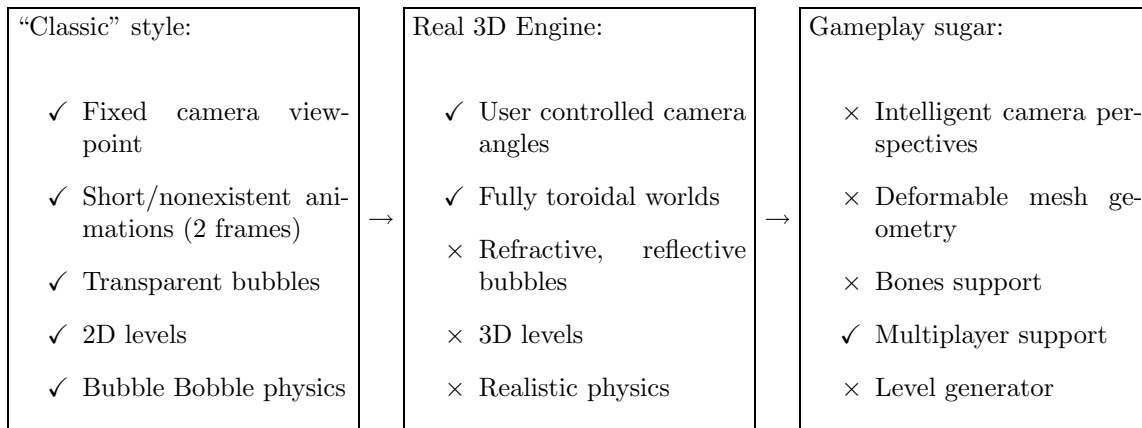 “Classic” style:
✓ Fixed camera view-
point
✓ Short/nonexistent ani-
mations (2 frames)
✓ Transparent bubbles
✓ 2D levels
✓ Bubble Bobble physics
→
Real 3D Engine:
✓ User controlled camera
angles
✓ Fully toroidal worlds
× Refractive, reflective
bubbles
× 3D levels
× Realistic physics
→
Gameplay sugar:
× Intelligent camera per-
spectives
× Deformable mesh ge-
ometry
× Bones support
✓ Multiplayer support
× Level generator